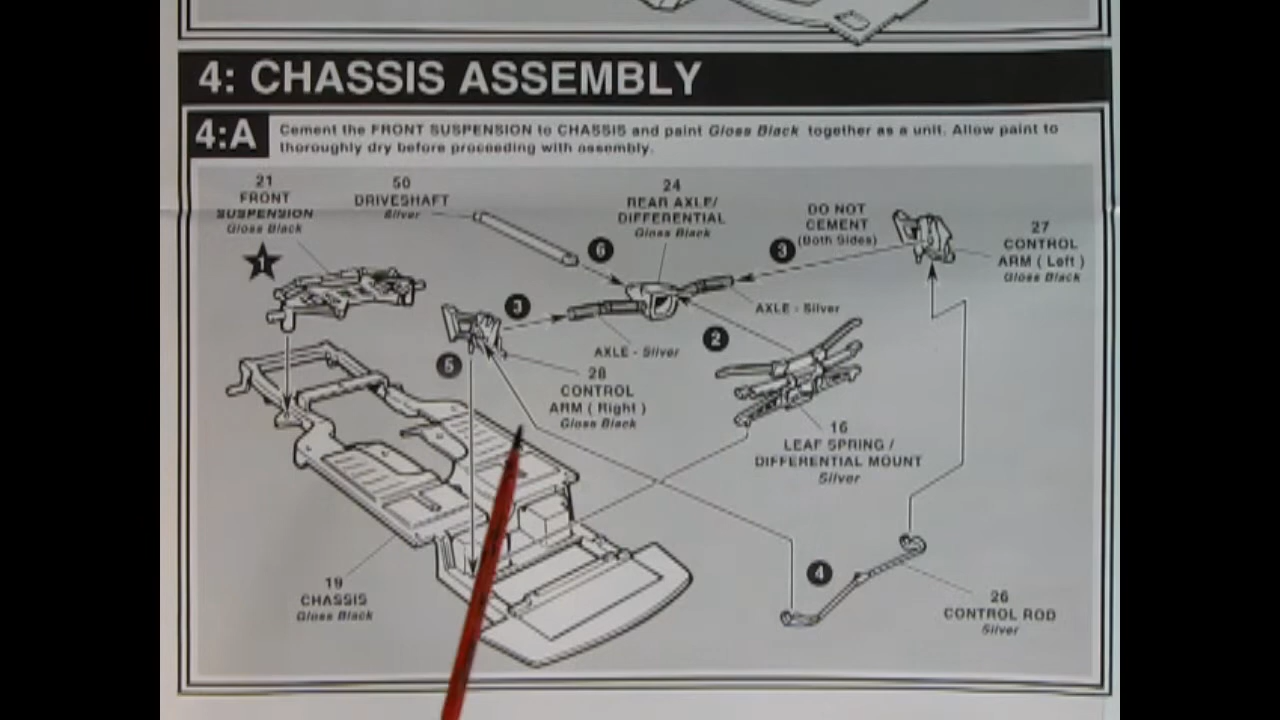 4: CHASSIS ASSEMBLY
4:A
Cement the FRONT SUSPENSION to CHASSIS and paint Gloss Black together as a unit. Allow paint to
thoroughly dry before proceeding with assembly.
21
FRONT
SUSPENSION
Gloss Black
1
50
DRIVESHAFT
Silver
24
REAR AXLE/
DIFFERENTIAL
Gloss Black
6
DO NOT
CEMENT
(Both Sides)
3
27
CONTROL
ARM ( Left )
Gloss Black
3
AXLE - Silver
AXLE - Silver
2
5
28
CONTROL
ARM ( Right )
Gloss Black
16
LEAF SPRING /
DIFFERENTIAL MOUNT
Silver
19
CHASSIS
Gloss Black
4
26
CONTROL ROD
Silver